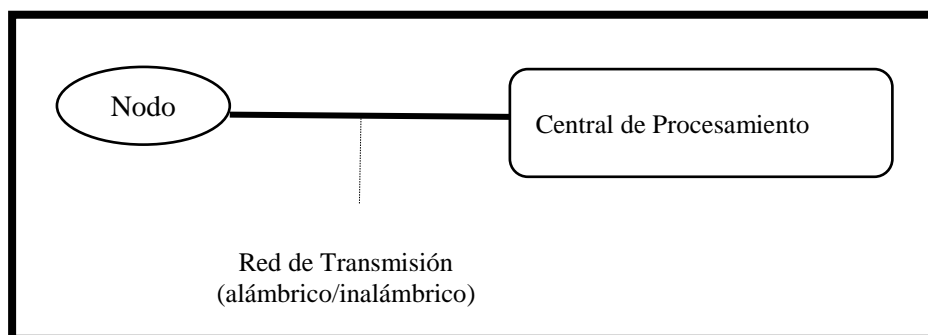 Nodo
Central de Procesamiento
Red de Transmisión
(alámbrico/inalámbrico)